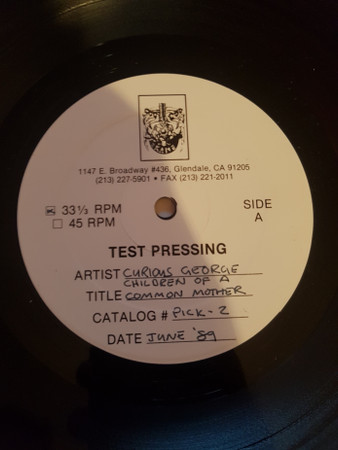 1147 E. Broadway #436, Glendale, CA 91205
(213) 227-5901 • FAX (213) 221-2011
☒ 33⅓ RPM
☐ 45 RPM
SIDE
A
TEST PRESSING
ARTIST CURIOUS GEORGE
CHILDREN OF A
TITLE COMMON MOTHER
CATALOG # PICK-2
DATE JUNE '89